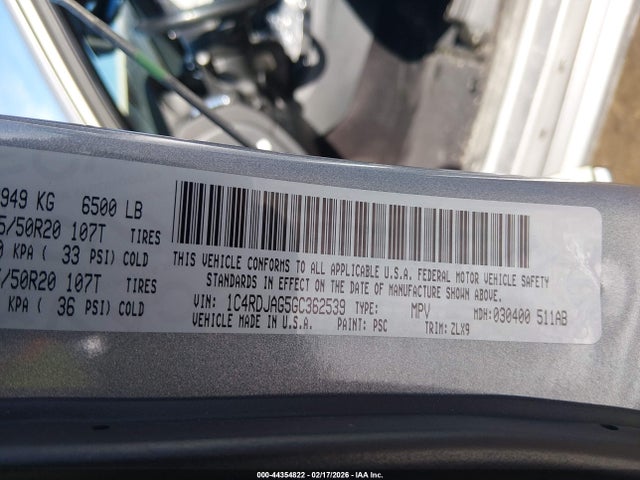 949 KG 6500 LB
5/50R20 107T TIRES
KPA ( 33 PSI) COLD
/50R20 107T TIRES
KPA ( 36 PSI) COLD
THIS VEHICLE CONFORMS TO ALL APPLICABLE U.S.A. FEDERAL MOTOR VEHICLE SAFETY
STANDARDS IN EFFECT ON THE DATE OF MANUFACTURE SHOWN ABOVE.
VIN: 1C4RDJAG5GC362539 TYPE: MPV MDH: 030400 511AB
VEHICLE MADE IN U.S.A. PAINT: PSC TRIM: ZLX9
000-44354822 - 02/17/2026 - IAA Inc.